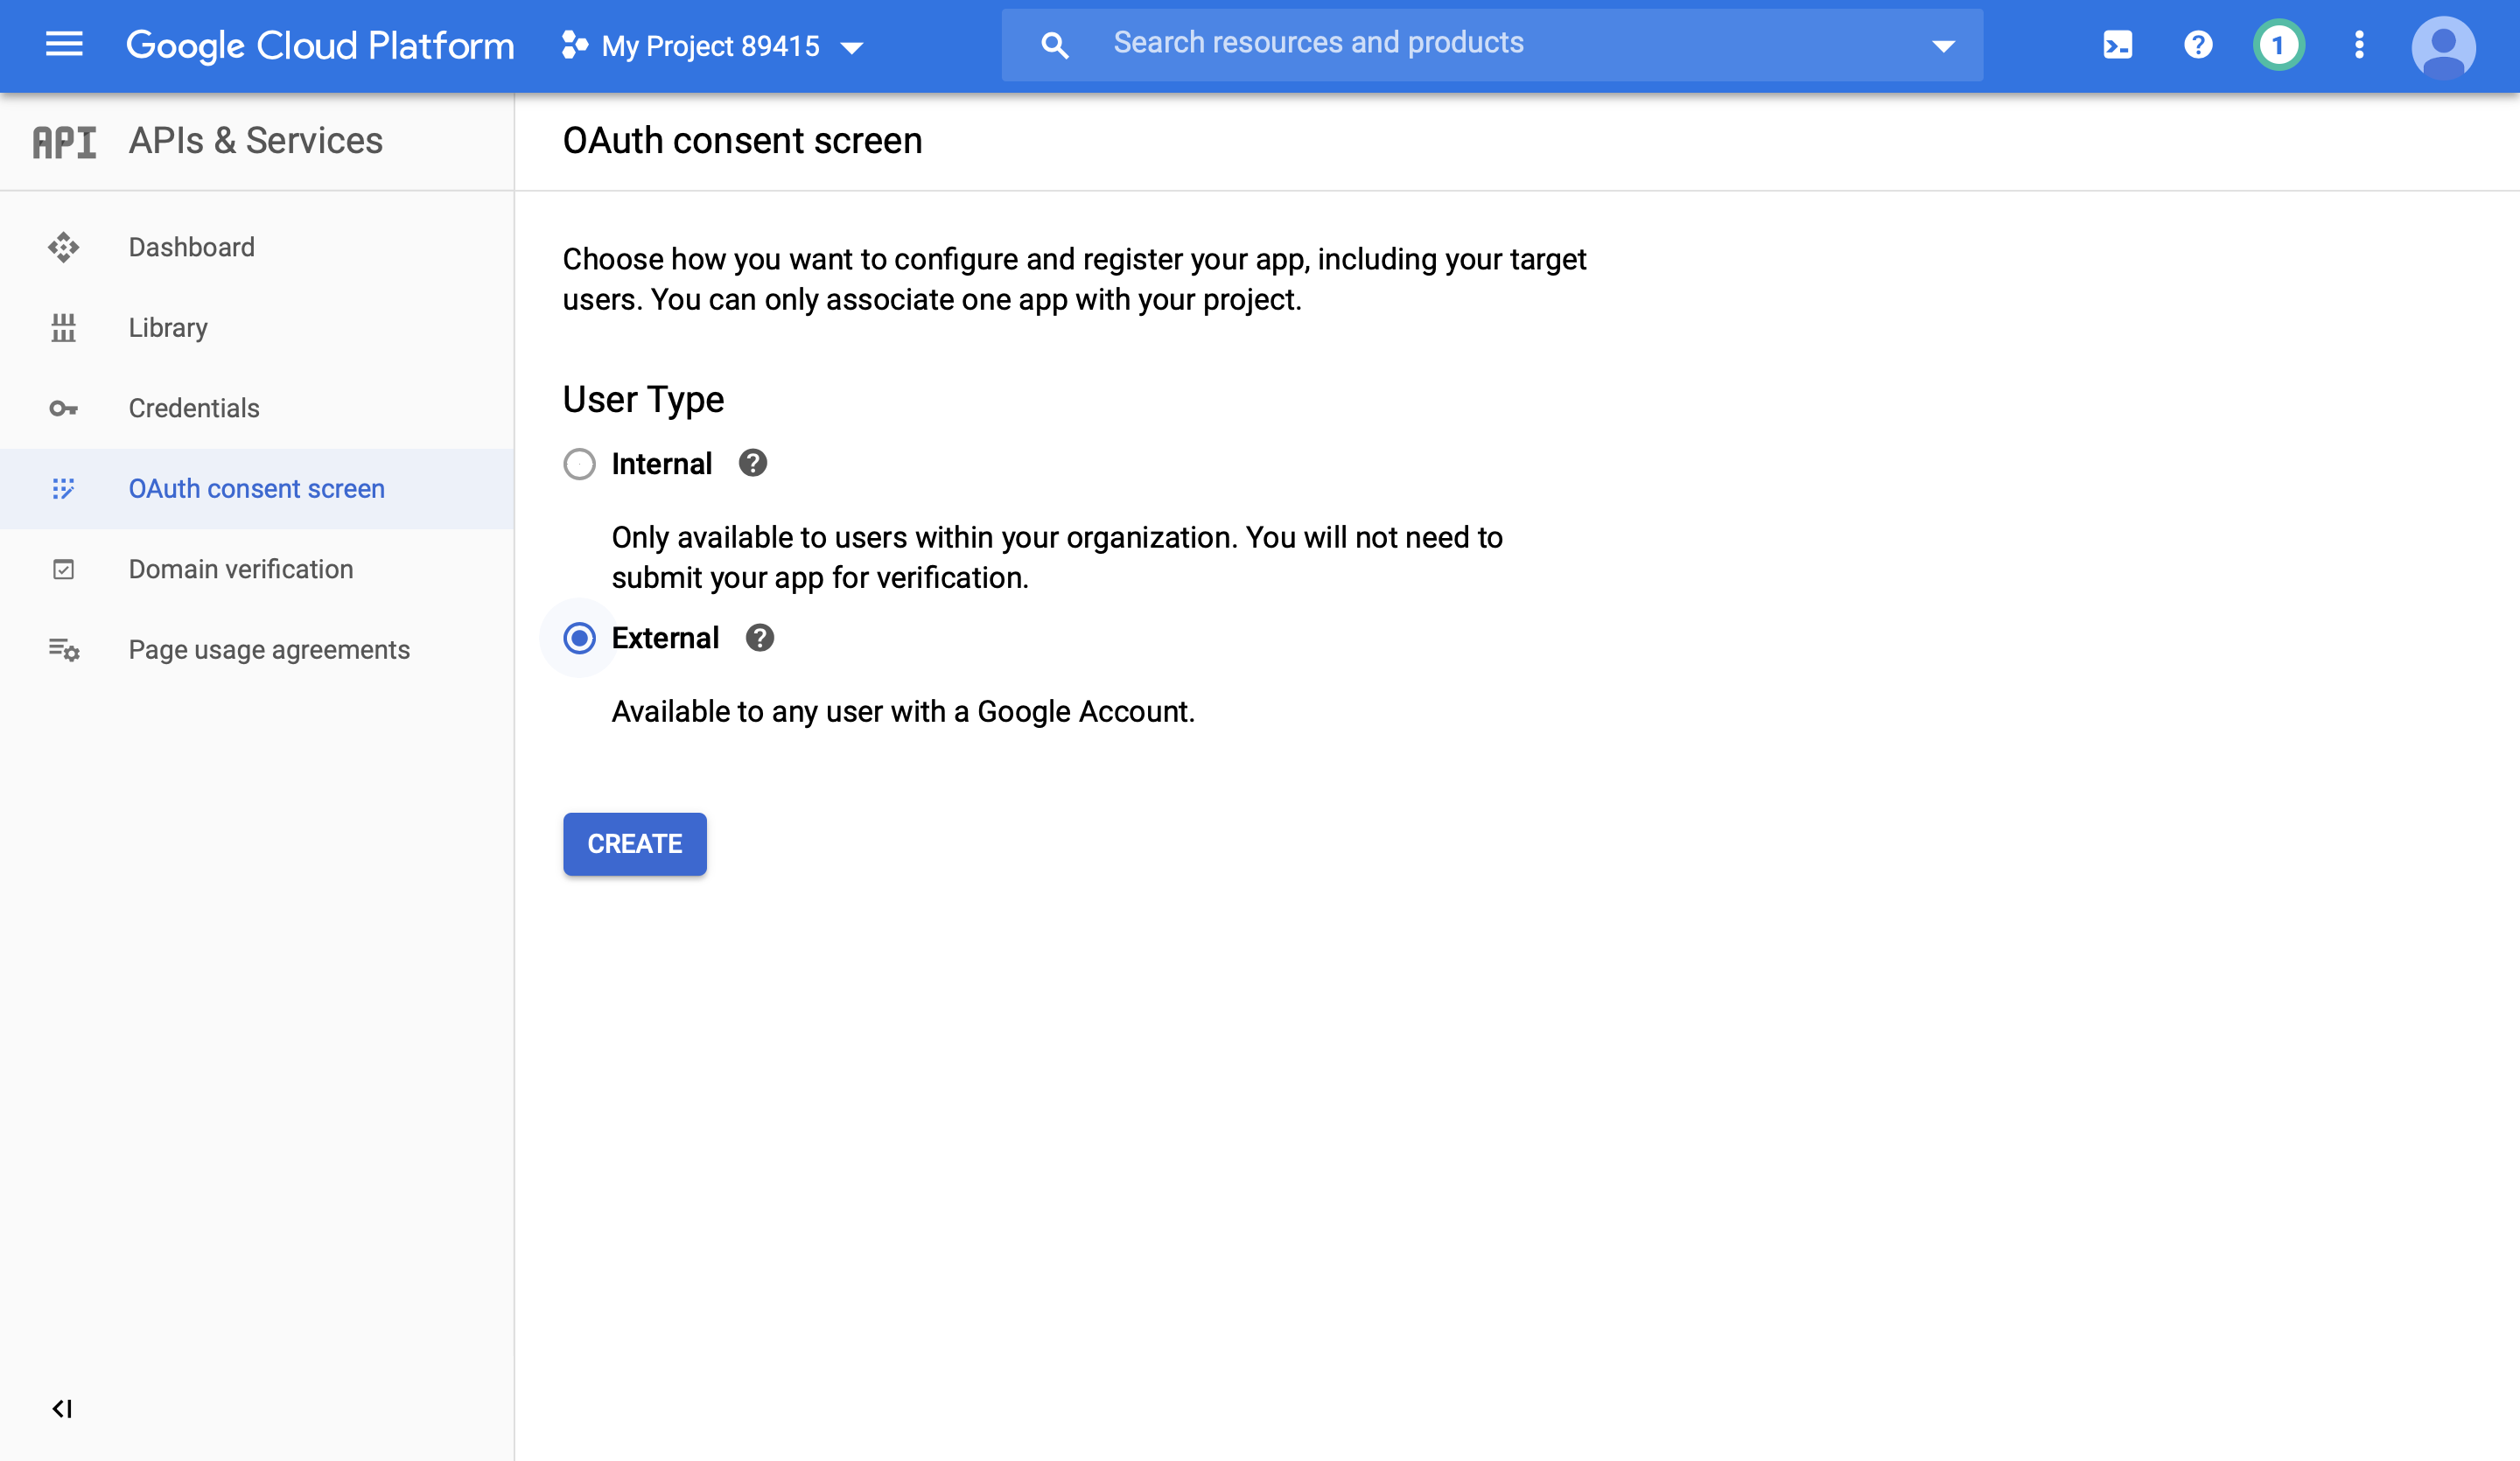 Google Cloud Platform
My Project 89415
Search resources and products
1
API APIs & Services
OAuth consent screen
Dashboard
Library
Credentials
OAuth consent screen
Domain verification
Page usage agreements
Choose how you want to configure and register your app, including your target
users. You can only associate one app with your project.
User Type
Internal
Only available to users within your organization. You will not need to
submit your app for verification.
External
Available to any user with a Google Account.
CREATE